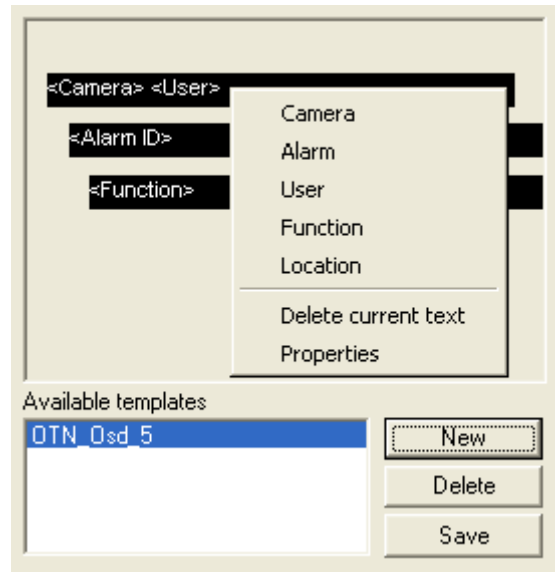 <Camera> <User>
Camera
<Alarm ID>
Alarm
<Function>
User
Function
Location
Delete current text
Properties
Available templates
OTN_Osd_5
New
Delete
Save